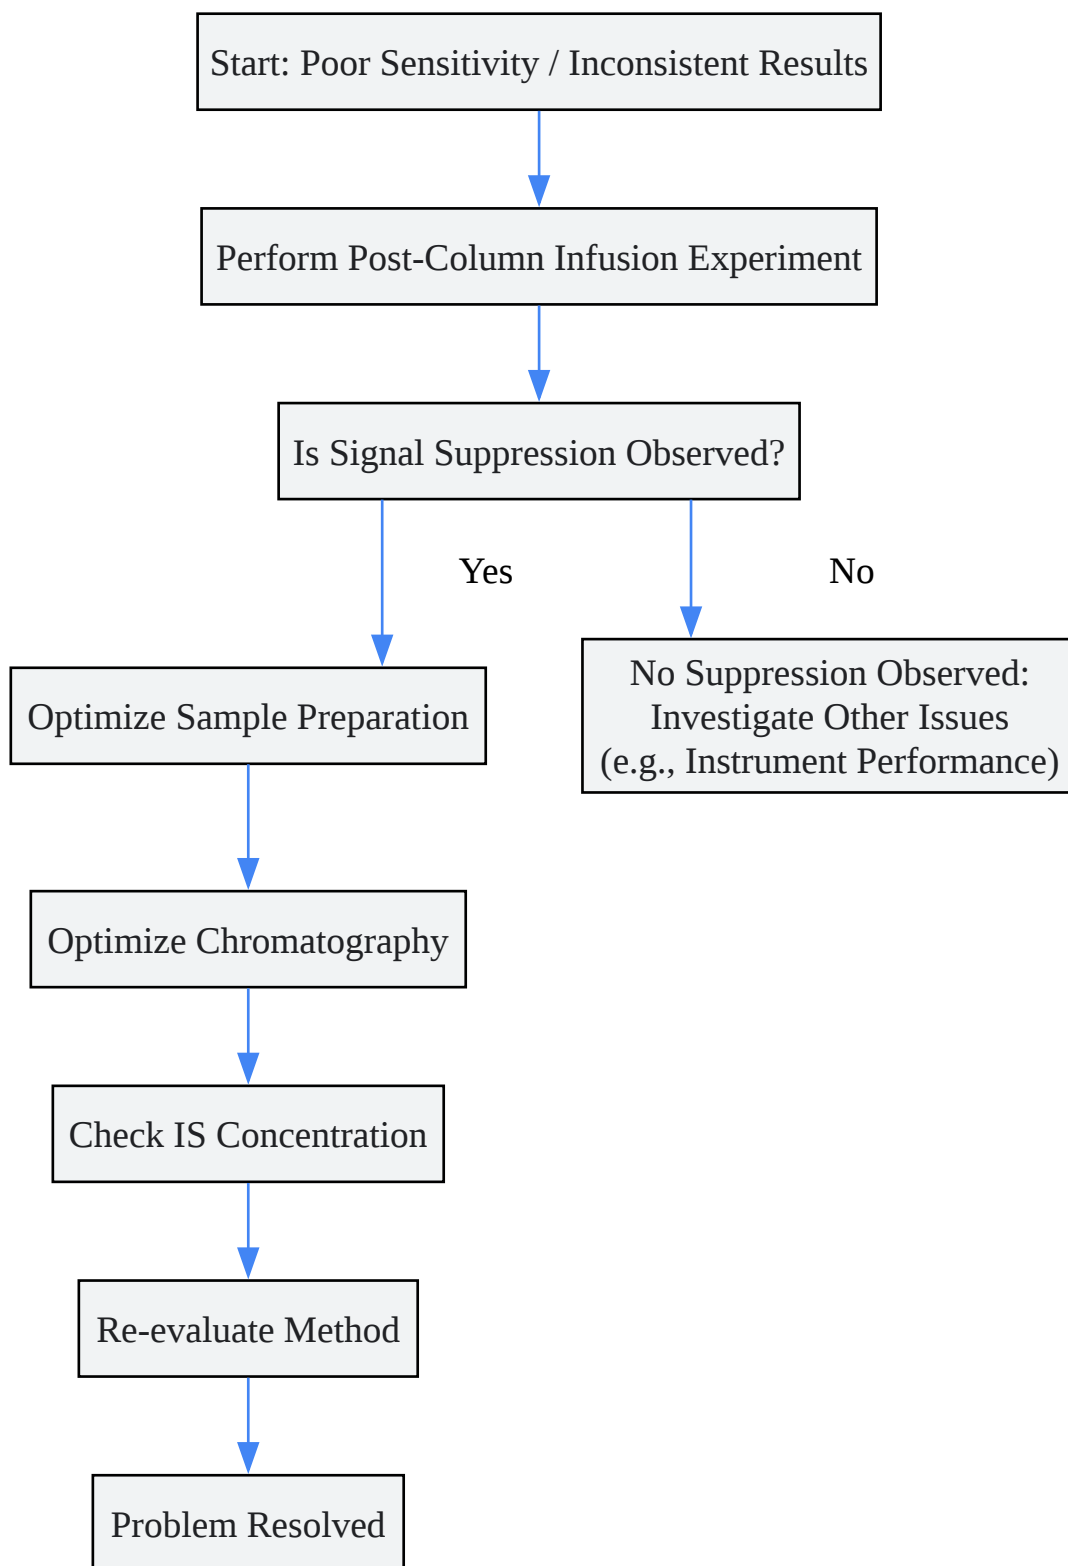 Start: Poor Sensitivity / Inconsistent Results
Perform Post-Column Infusion Experiment
Is Signal Suppression Observed?
Yes
No
No Suppression Observed:
Investigate Other Issues
(e.g., Instrument Performance)
Optimize Sample Preparation
Optimize Chromatography
Check IS Concentration
Re-evaluate Method
Problem Resolved